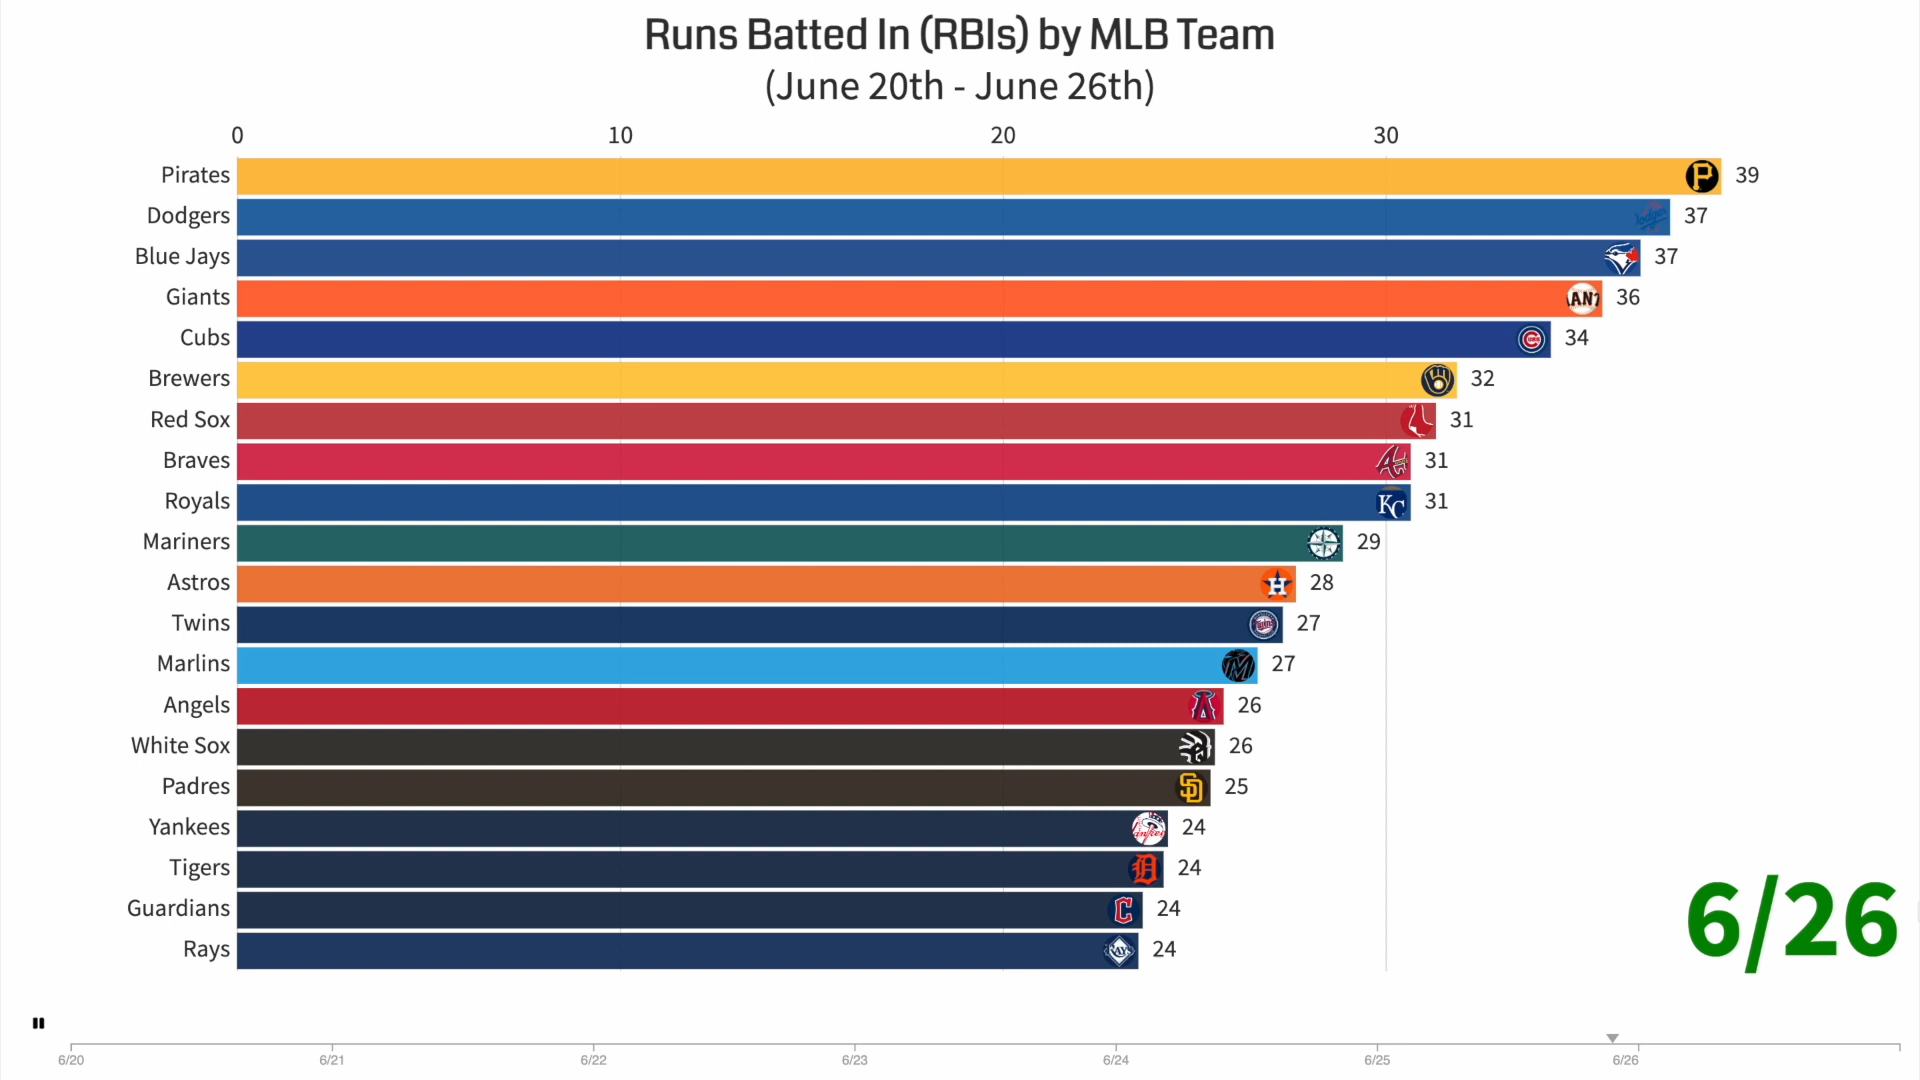 Runs Batted In (RBIs) by MLB Team
(June 20th - June 26th)
0 10 20 30
Pirates 39
Dodgers 37
Blue Jays 37
Giants 36
Cubs 34
Brewers 32
Red Sox 31
Braves 31
Royals KC 31
Mariners 29
Astros H 28
Twins 27
Marlins M 27
Angels A 26
White Sox 26
Padres SD 25
Yankees 24
Tigers D 24
Guardians C 24
Rays RAYS 24
6/26
6/20 6/21 6/22 6/23 6/24 6/25 6/26